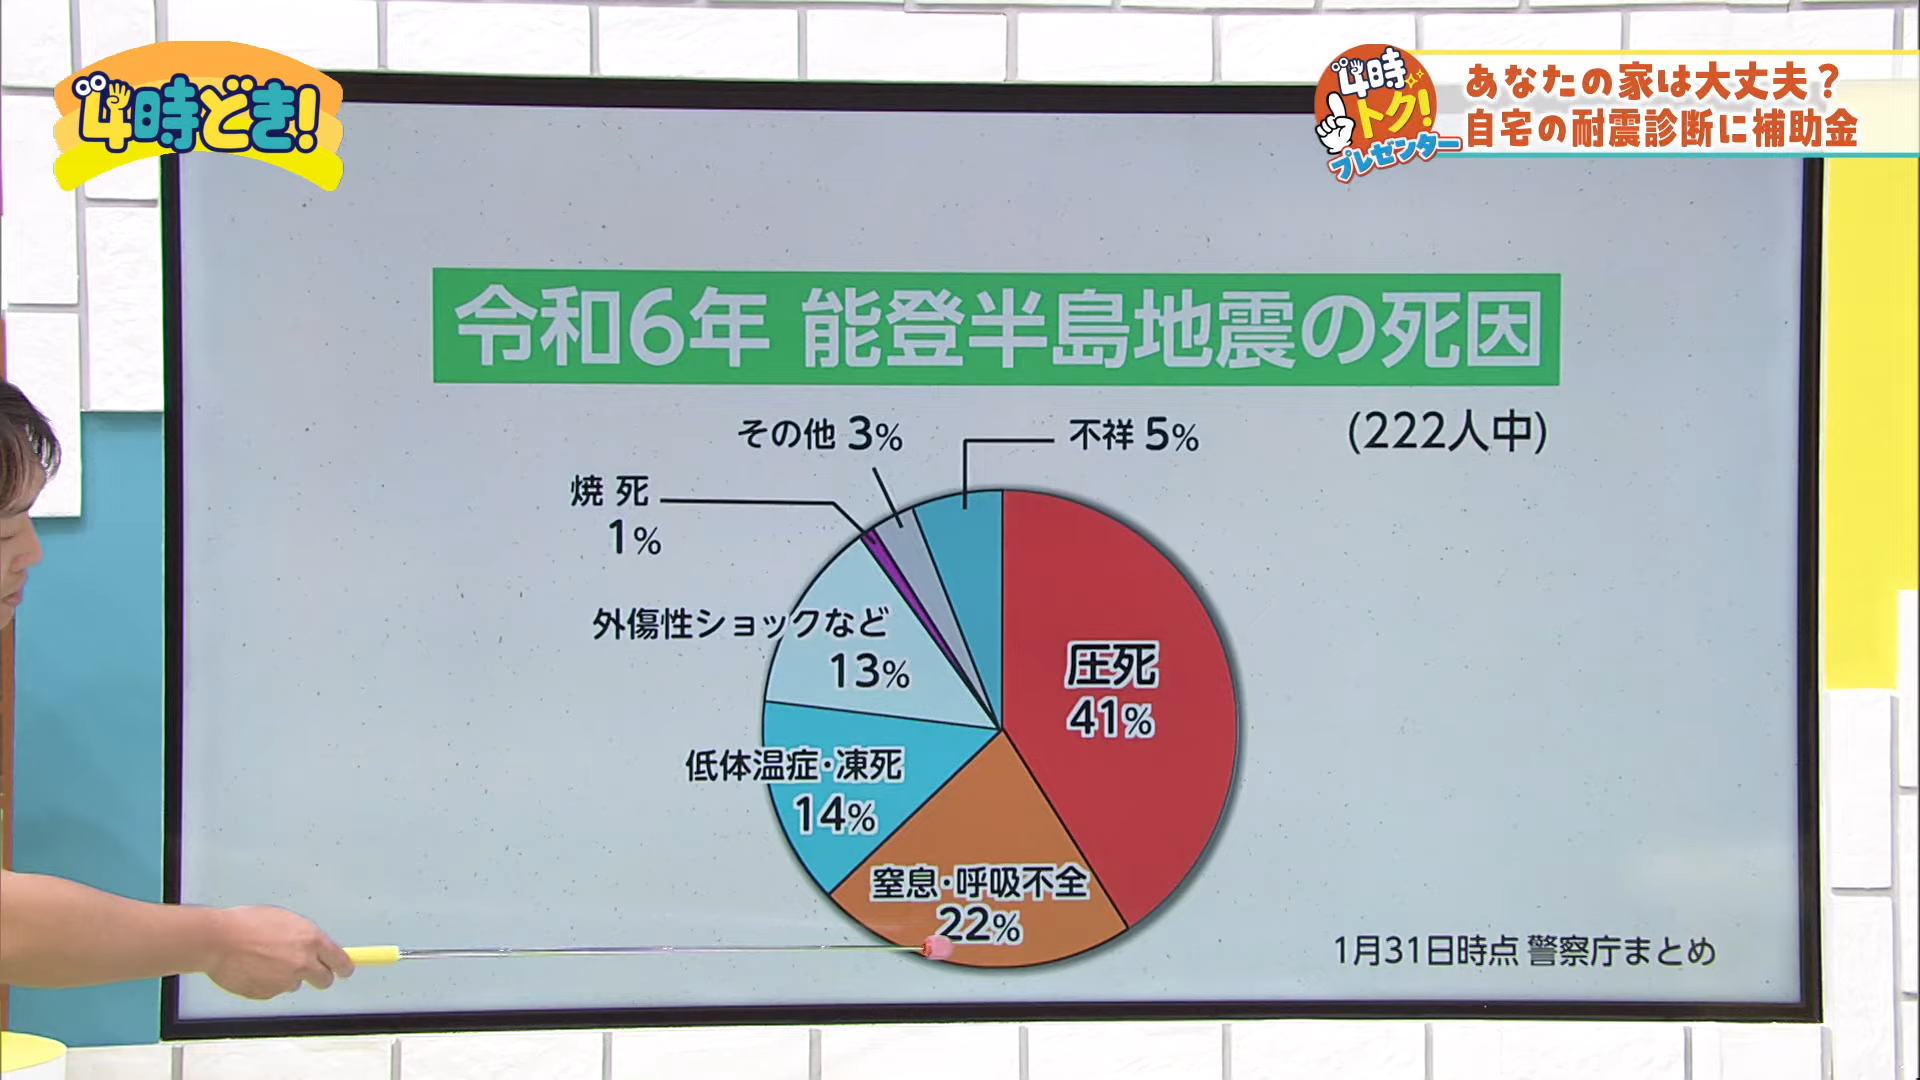 4時どき!
4時
トク!
プレゼンター
あなたの家は大丈夫?
自宅の耐震診断に補助金
令和6年 能登半島地震の死因
(222人中)
その他 3%
不祥 5%
焼 死
1%
外傷性ショックなど
13%
圧死
41%
低体温症・凍死
14%
窒息・呼吸不全
22%
1月31日時点 警察庁まとめ